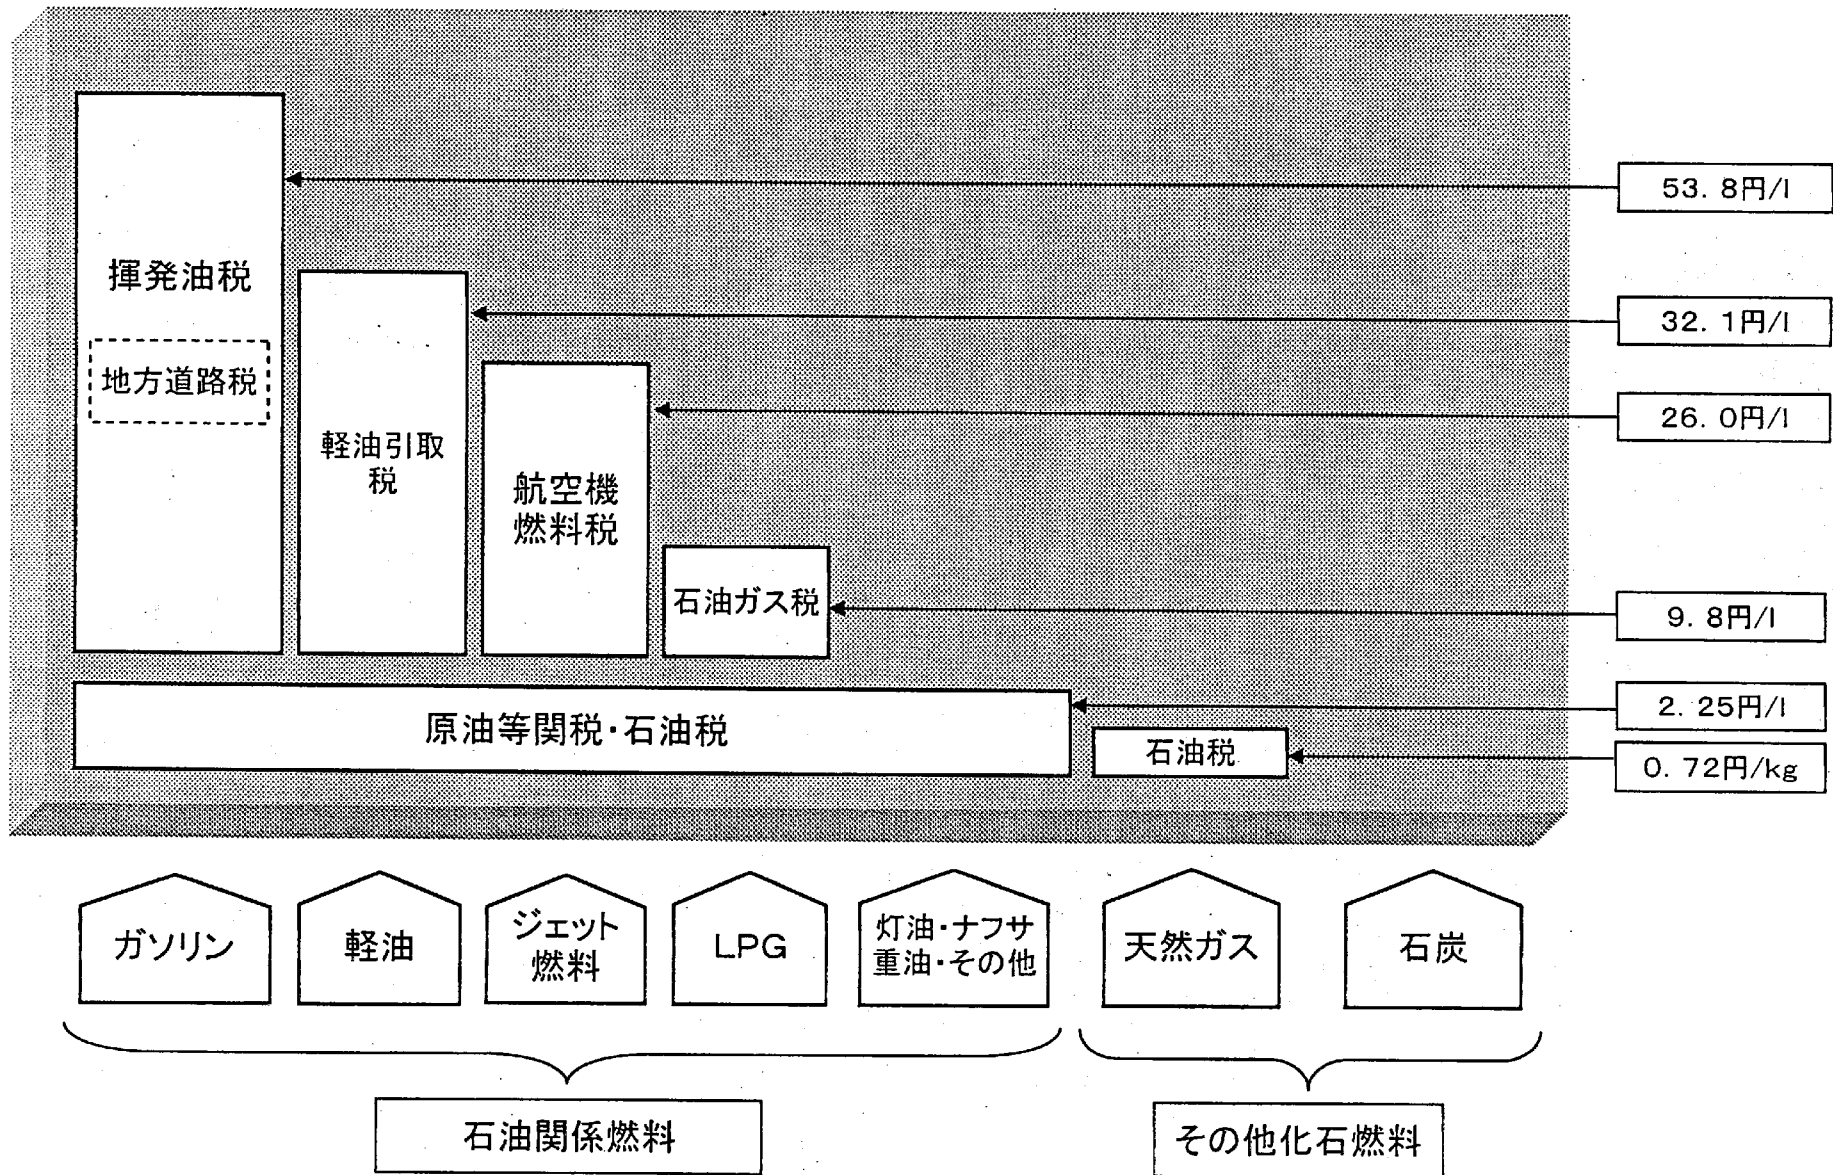 53. 8円/l
揮発油税
地方道路税
32. 1円/l
軽油引取
税
26. 0円/l
航空機
燃料税
石油ガス税
9. 8円/l
原油等関税・石油税
2. 25円/l
石油税
0. 72円/kg
ガソリン
軽油
ジェット
燃料
LPG
灯油・ナフサ
重油・その他
天然ガス
石炭
石油関係燃料
その他化石燃料